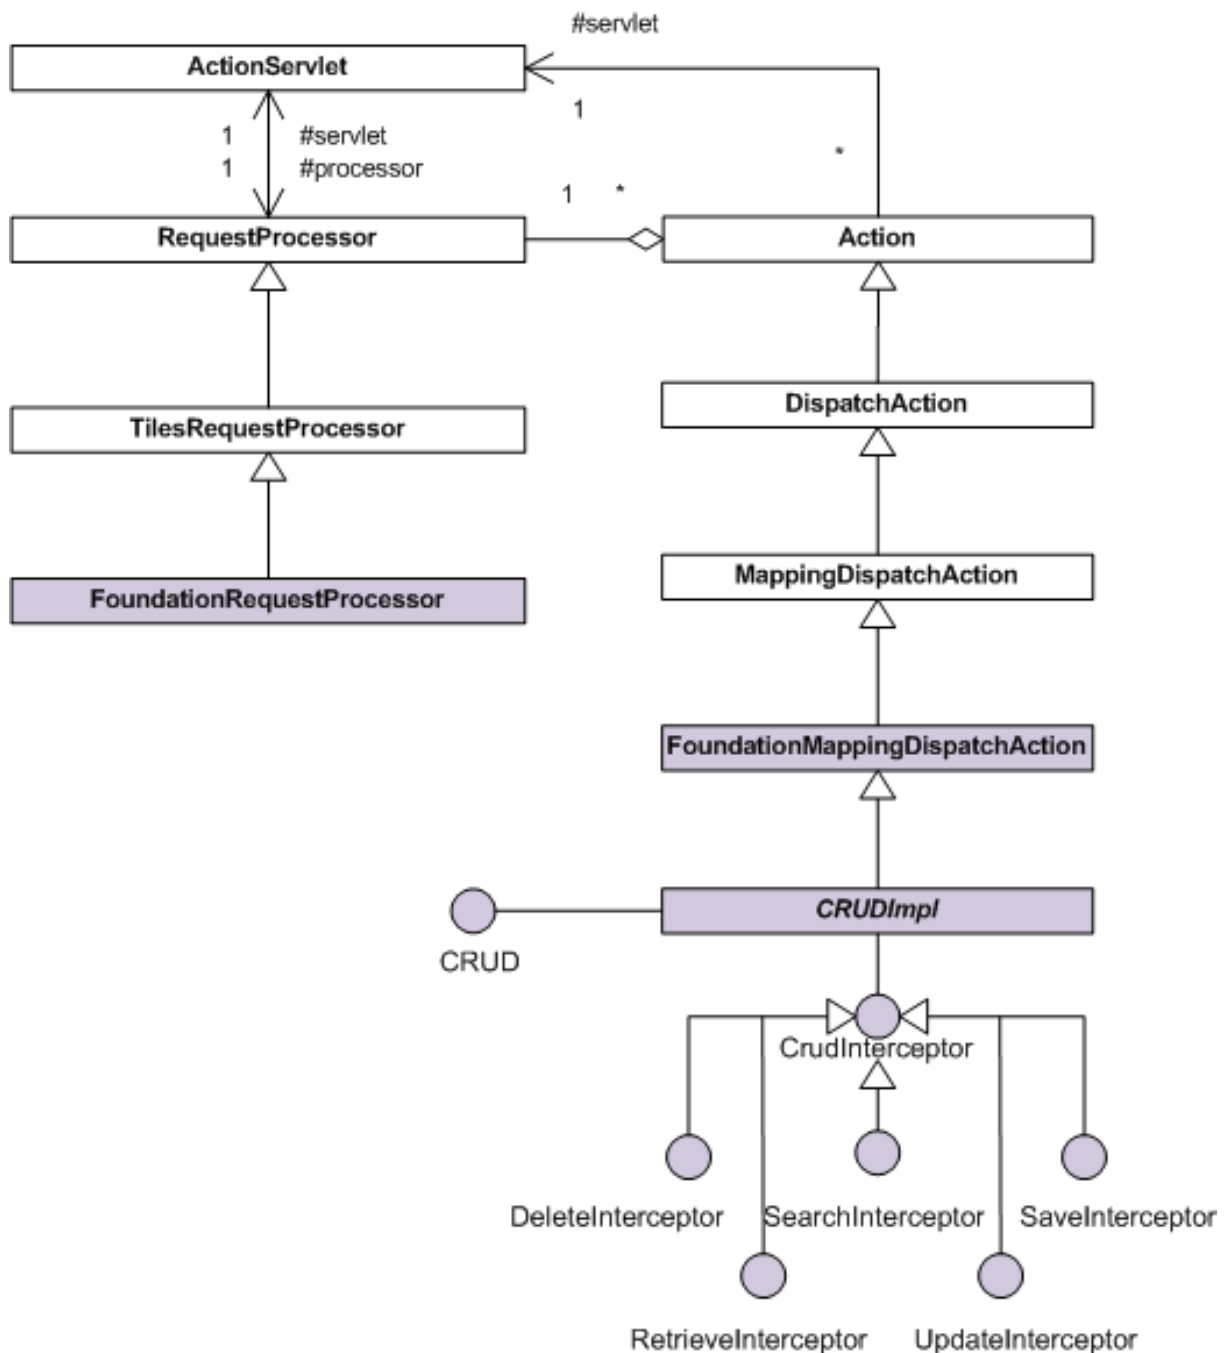 #servlet
ActionServlet
1
*
1 #servlet
1 #processor
1 *
RequestProcessor
Action
DispatchAction
TilesRequestProcessor
MappingDispatchAction
FoundationRequestProcessor
FoundationMappingDispatchAction
CRUDImpl
CRUD
CrudInterceptor
DeleteInterceptor
SearchInterceptor
SaveInterceptor
RetrieveInterceptor
UpdateInterceptor